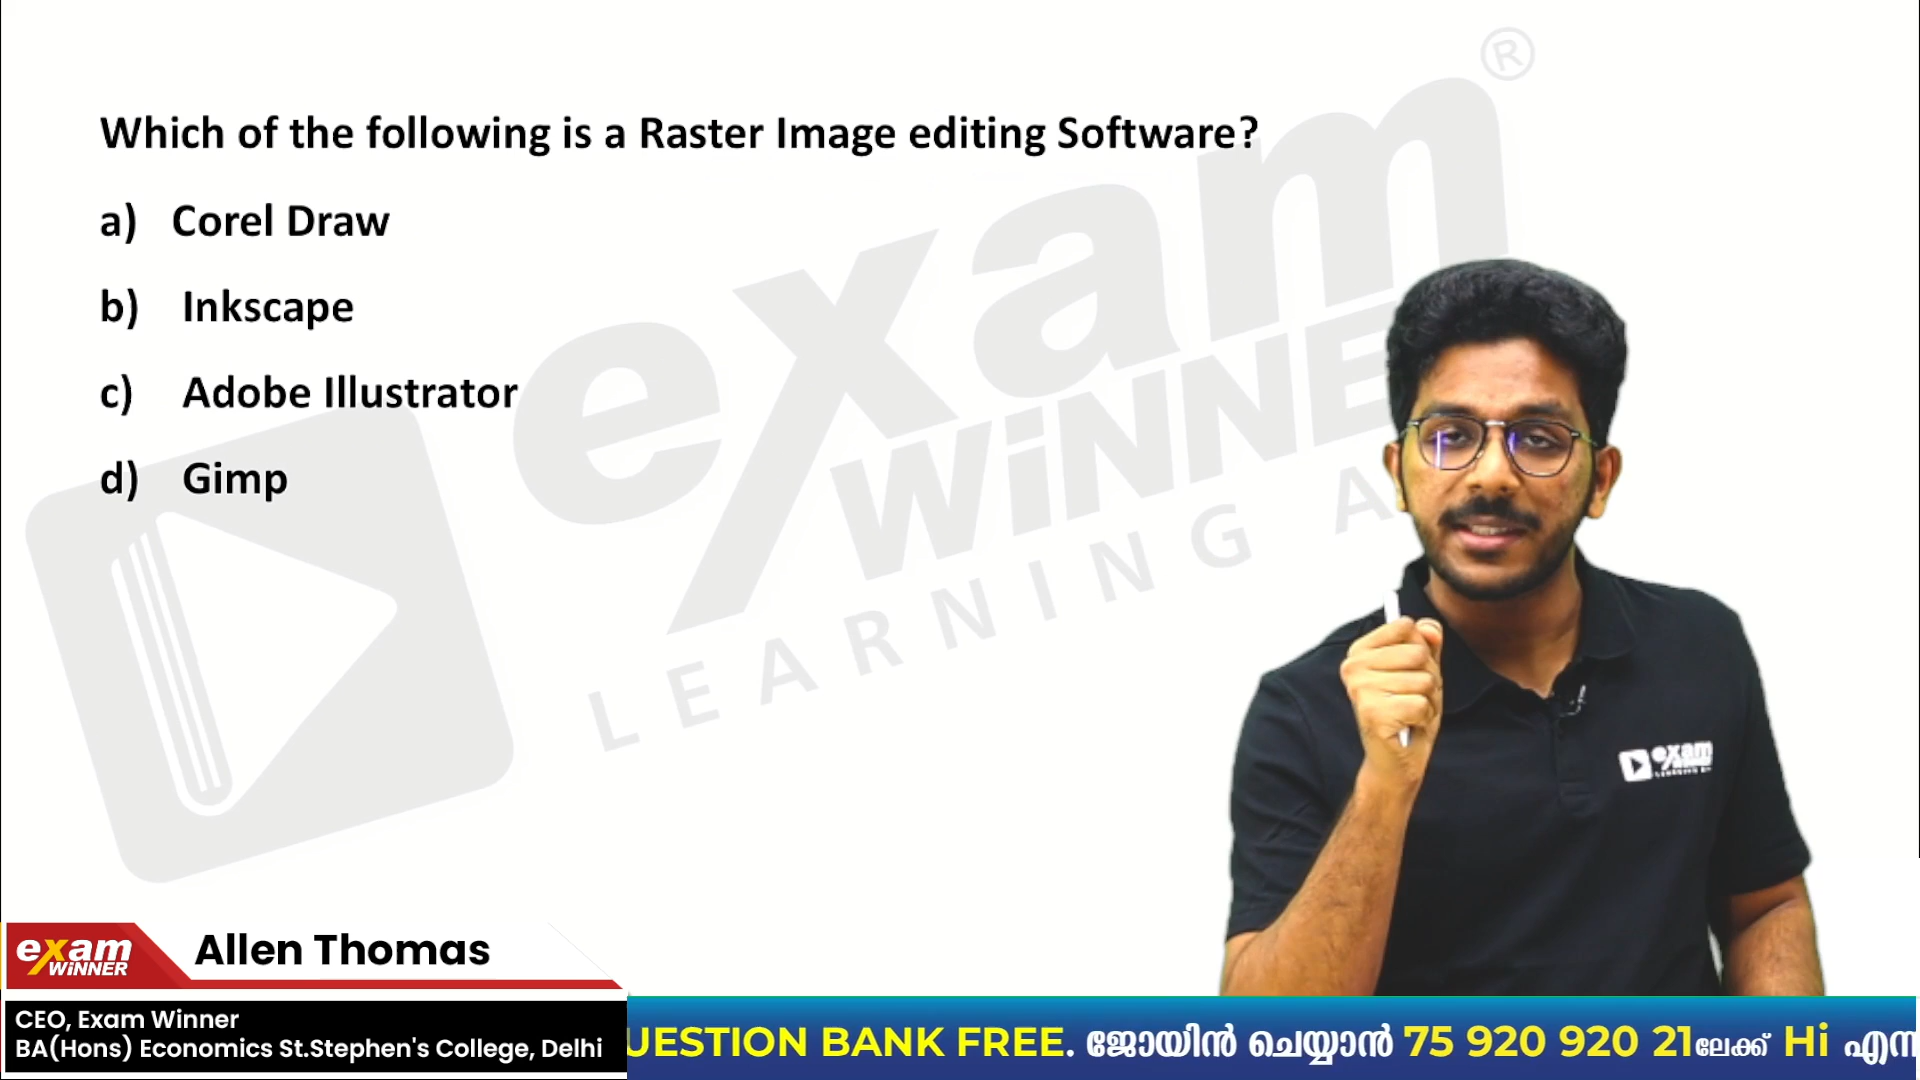 Which of the following is a Raster Image editing Software?
a) Corel Draw
b) Inkscape
c) Adobe Illustrator
d) Gimp
®
exam
WiNNE
LEARNING A
exam
exam
WiNNER
Allen Thomas
CEO, Exam Winner
BA(Hons) Economics St.Stephen's College, Delhi
UESTION BANK FREE. ജോയിൻ ചെയ്യാൻ 75 920 920 21ലേക്ക് Hi എന്ന